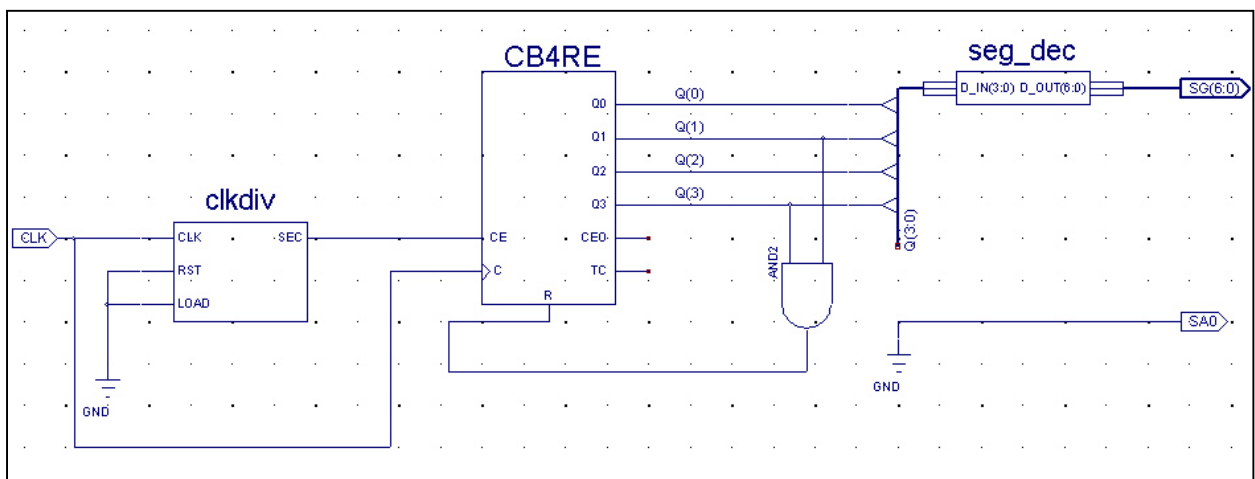 CB4RE
seg_dec
Q0
Q(0)
D_IN(3:0) D_OUT(6:0)
SG(6:0)
Q1
Q(1)
Q2
Q(2)
clkdiv
Q3
Q(3)
CLK
CLK
SEC
CE
CEO
Q(3:0)
RST
C
TC
AND2
LOAD
R
SA0
GND
GND